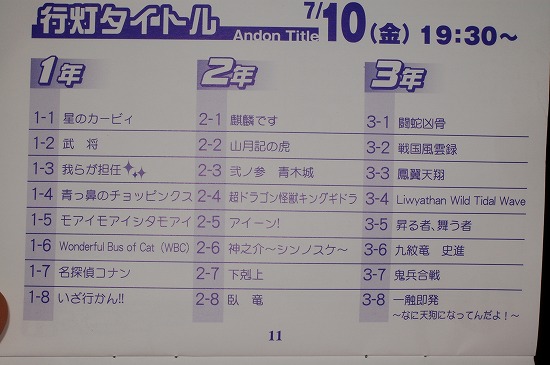 行灯タイトル
Andon Title
7/10(金) 19:30～
1年
1-1 星のカービィ
1-2 武 将
1-3 我らが担任
1-4 青っ鼻のチョッピンクス
1-5 モアイモアイシタモアイ
1-6 Wonderful Bus of Cat (WBC)
1-7 名探偵コナン
1-8 いざ行かん!!
2年
2-1 麒麟です
2-2 山月記の虎
2-3 弐ノ参 青木城
2-4 超ドラゴン怪獣キングギドラ
2-5 アイーン!
2-6 神之介～シンノスケ～
2-7 下剋上
2-8 臥 竜
3年
3-1 闘蛇凶骨
3-2 戦国風雲録
3-3 鳳翼天翔
3-4 Liwyathan Wild Tidal Wave
3-5 昇る者、舞う者
3-6 九紋竜 史進
3-7 鬼兵合戦
3-8 一触即発
～なに天狗になってんだよ!～
11